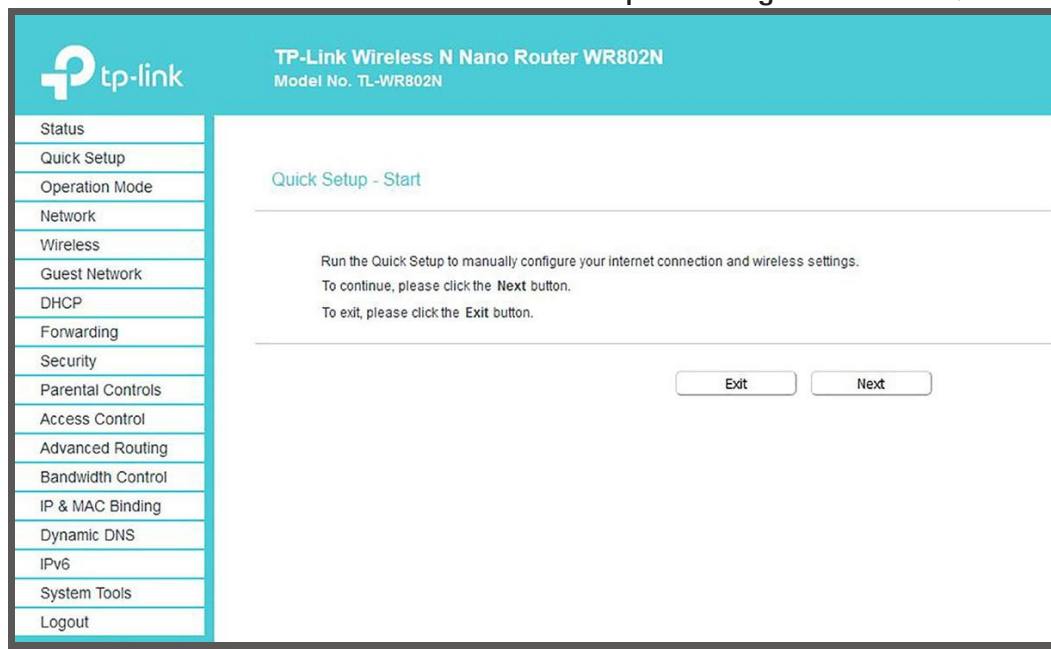 tp-link
TP-Link Wireless N Nano Router WR802N
Model No. TL-WR802N
Status
Quick Setup
Operation Mode
Network
Wireless
Guest Network
DHCP
Forwarding
Security
Parental Controls
Access Control
Advanced Routing
Bandwidth Control
IP & MAC Binding
Dynamic DNS
IPv6
System Tools
Logout
Quick Setup - Start
Run the Quick Setup to manually configure your internet connection and wireless settings.
To continue, please click the Next button.
To exit, please click the Exit button.
Exit
Next